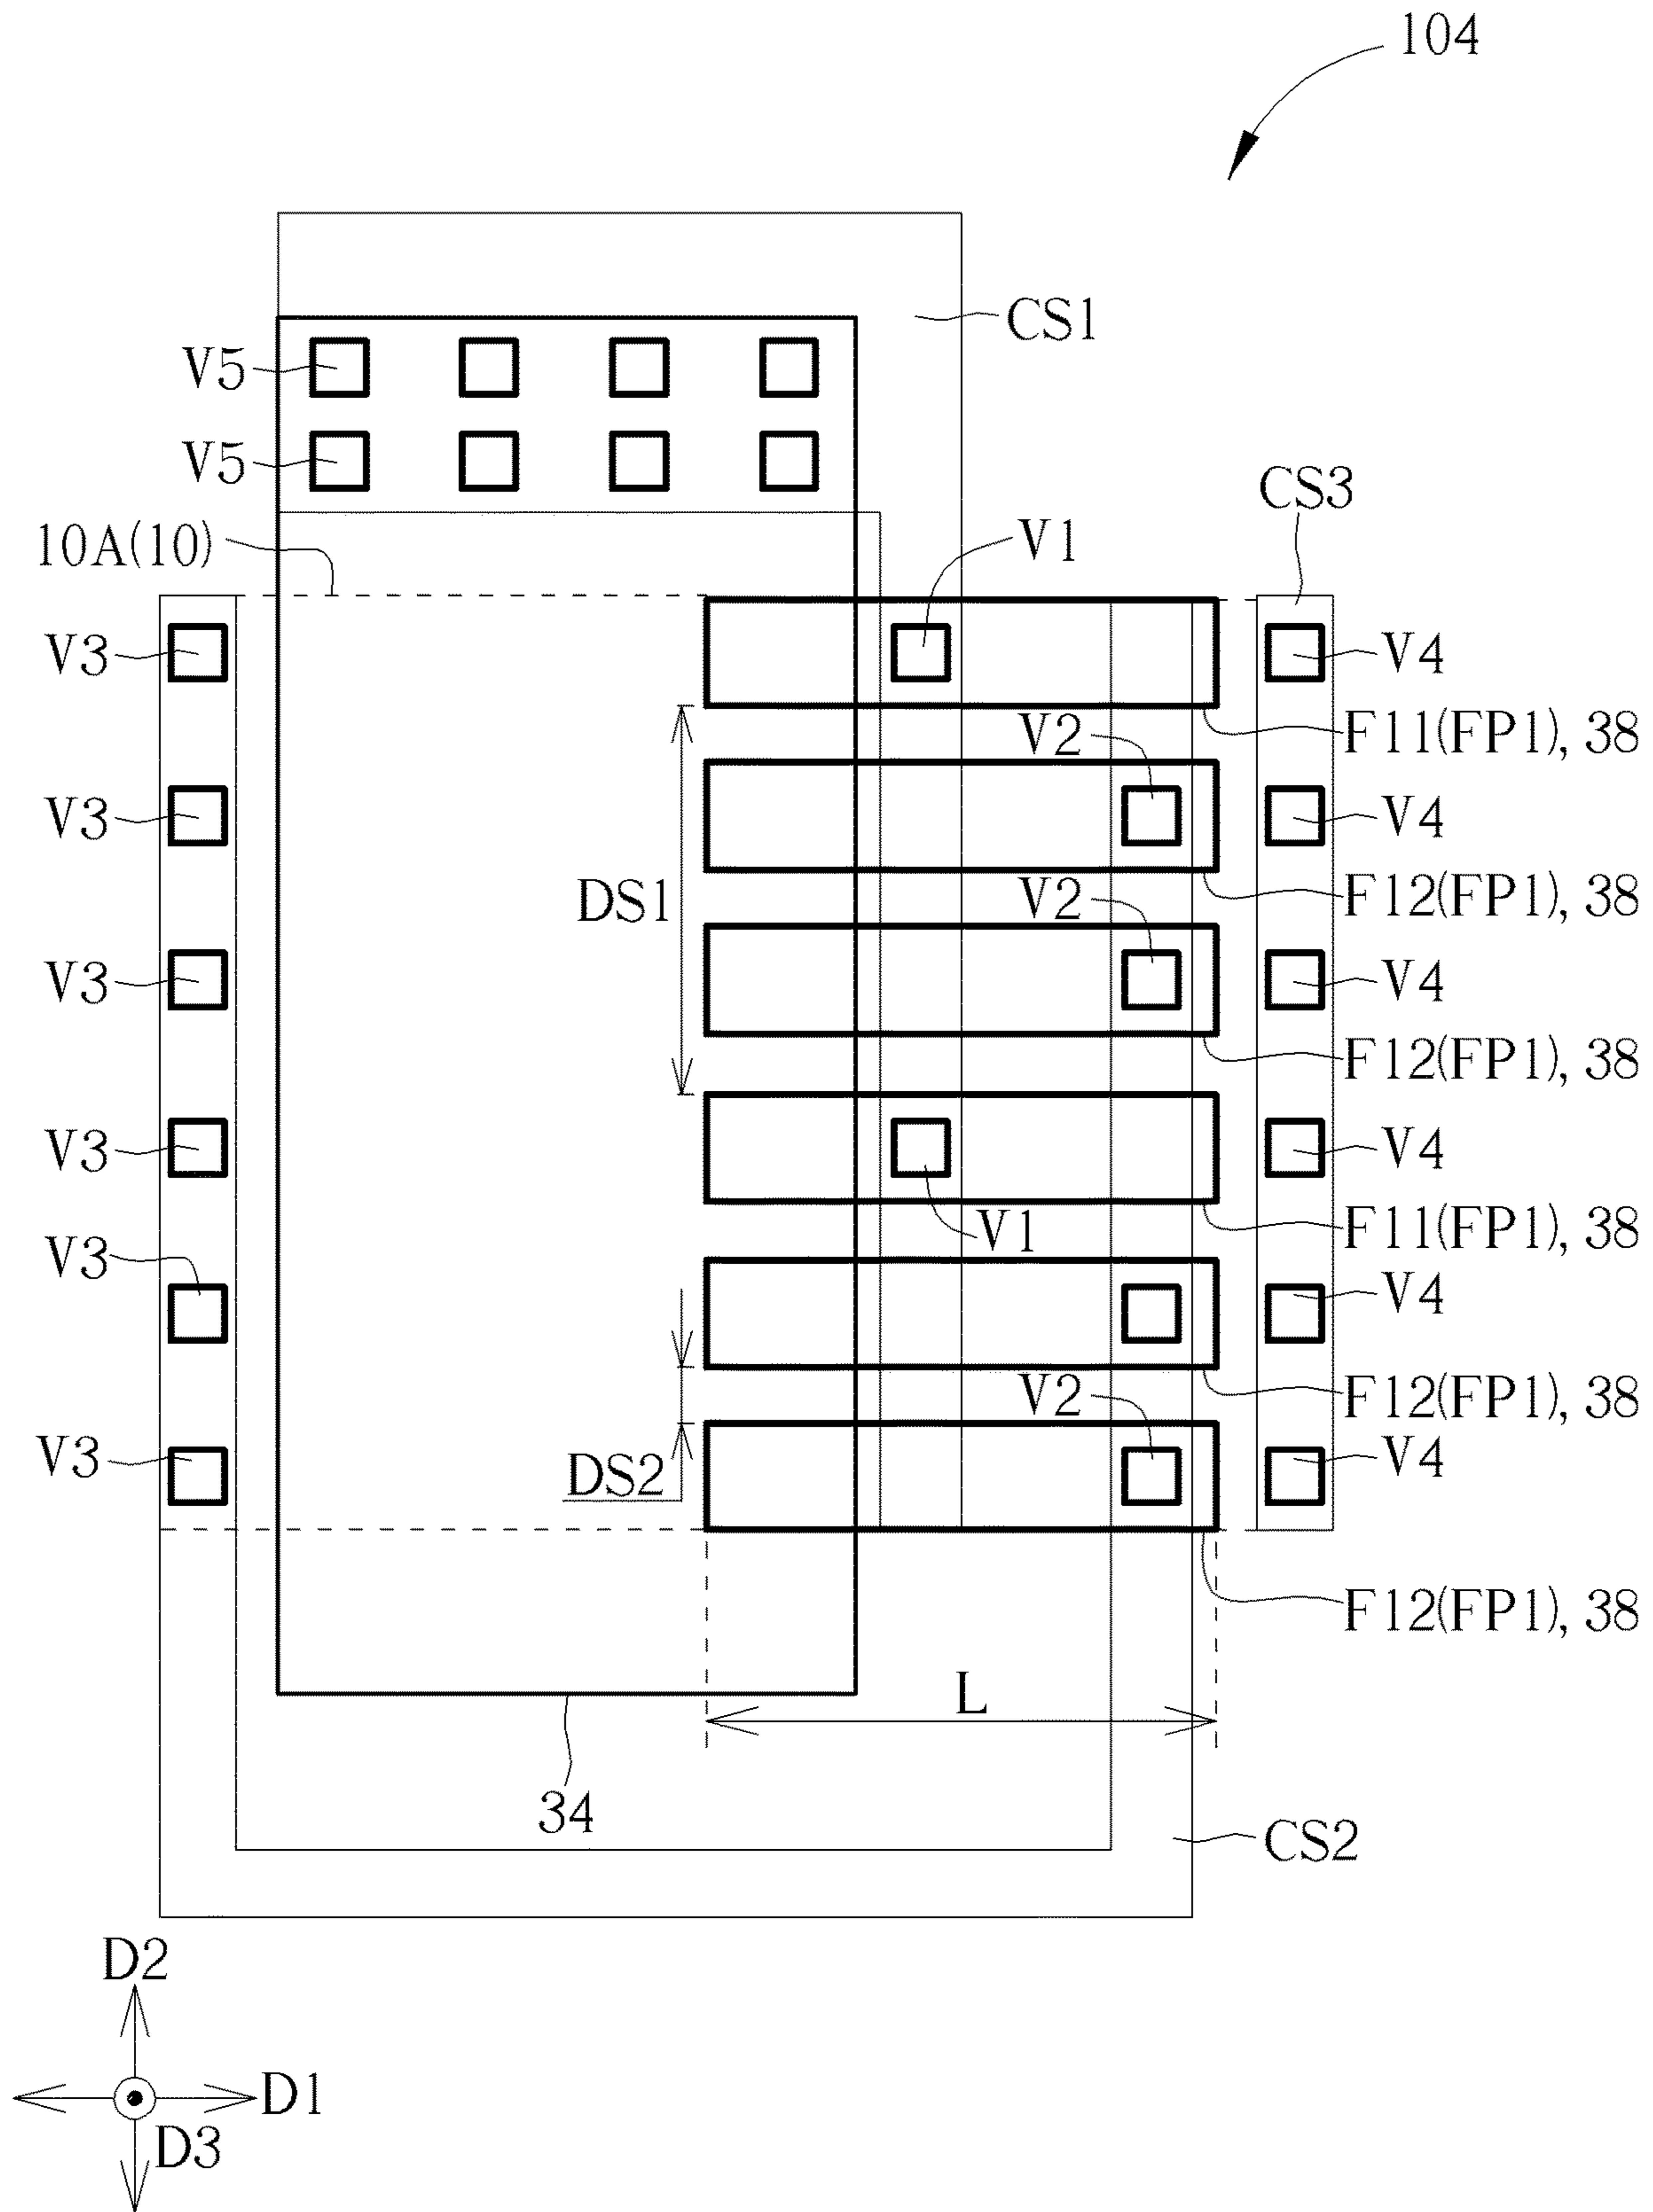 104
CS1
V5
V5
CS3
10A(10)
V1
V3
V4
F11(FP1), 38
V2
V3
V4
DS1
V2
F12(FP1), 38
V3
V4
F12(FP1), 38
V3
V4
V1
F11(FP1), 38
V3
V4
V2
F12(FP1), 38
V3
V4
DS2
F12(FP1), 38
L
34
CS2
D2
D1
D3